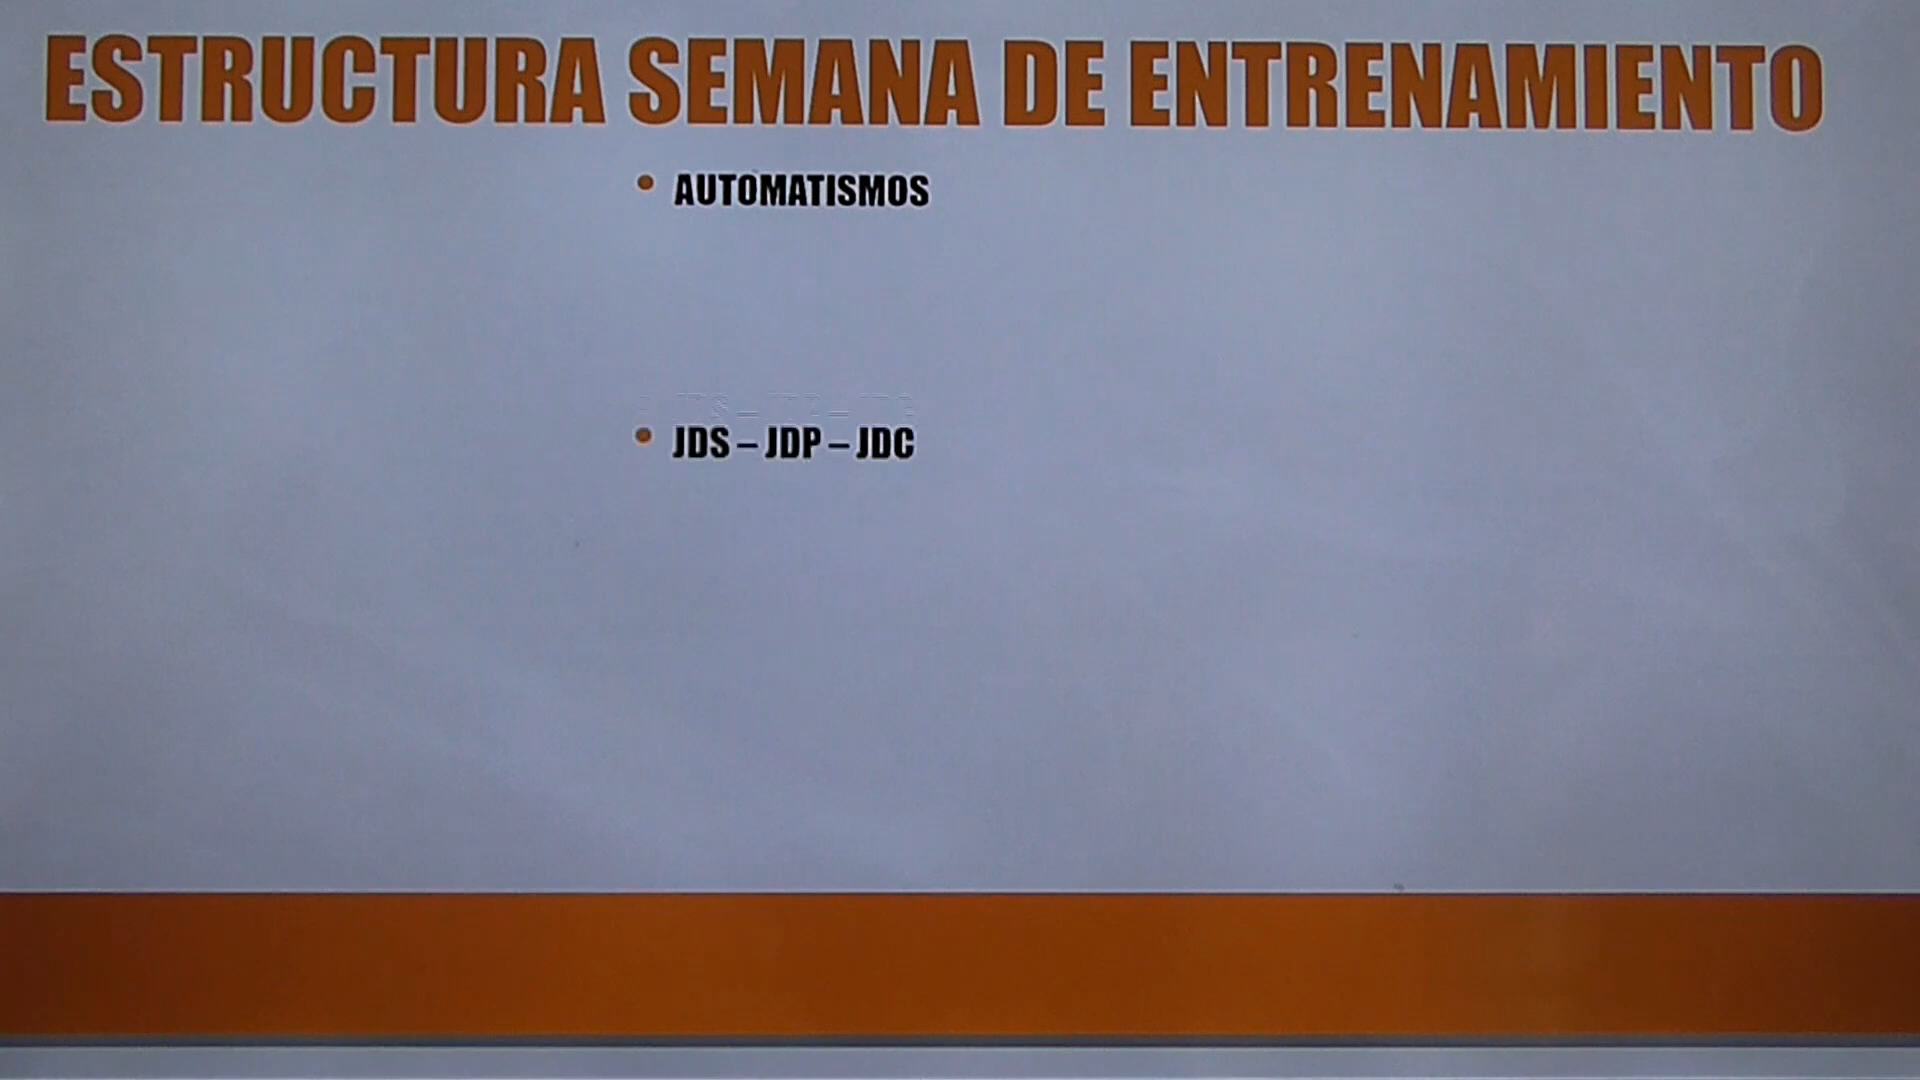 ESTRUCTURA SEMANA DE ENTRENAMIENTO
• AUTOMATISMOS
• JDS – JDP – JDC